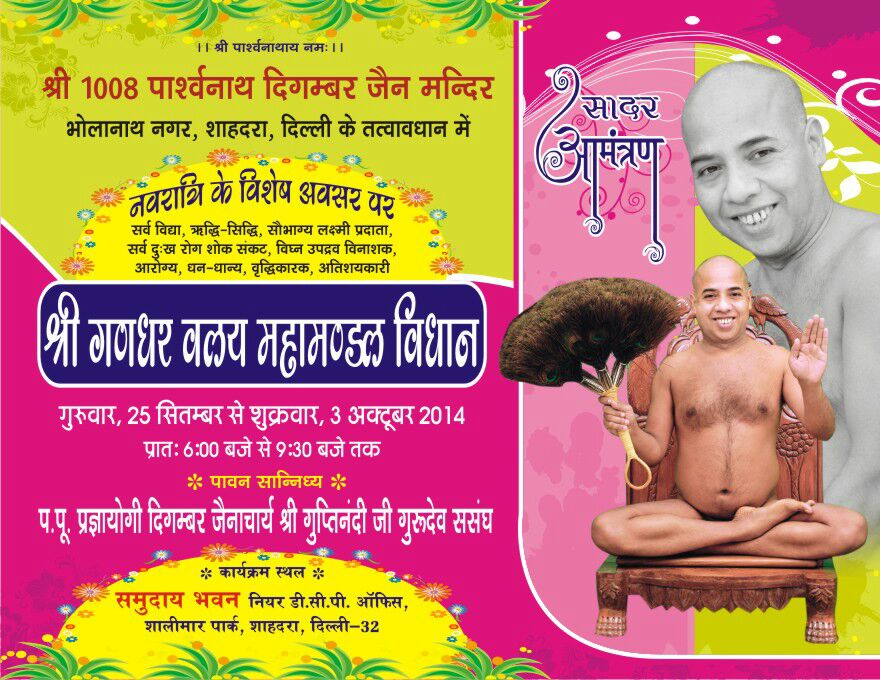 ।। श्री पार्श्वनाथाय नमः।।
श्री 1008 पार्श्वनाथ दिगम्बर जैन मन्दिर
भोलानाथ नगर, शाहदरा, दिल्ली के तत्वावधान में
नवरात्रि के विशेष अवसर पर
सर्व विद्या, ऋद्धि-सिद्धि, सौभाग्य लक्ष्मी प्रदाता,
सर्व दुःख रोग शोक संकट, विघ्न उपद्रव विनाशक,
आरोग्य, धन-धान्य, वृद्धिकारक, अतिशयकारी
श्री गणधर वलय महामण्डल विधान
गुरुवार, 25 सितम्बर से शुक्रवार, 3 अक्टूबर 2014
प्रातः 6:00 बजे से 9:30 बजे तक
* पावन सान्निध्य *
प.पू. प्रज्ञायोगी दिगम्बर जैनाचार्य श्री गुप्तिनंदी जी गुरूदेव ससंघ
* कार्यक्रम स्थल *
समुदाय भवन नियर डी.सी.पी. ऑफिस,
शालीमार पार्क, शाहदरा, दिल्ली-32
सादर
आमंत्रण